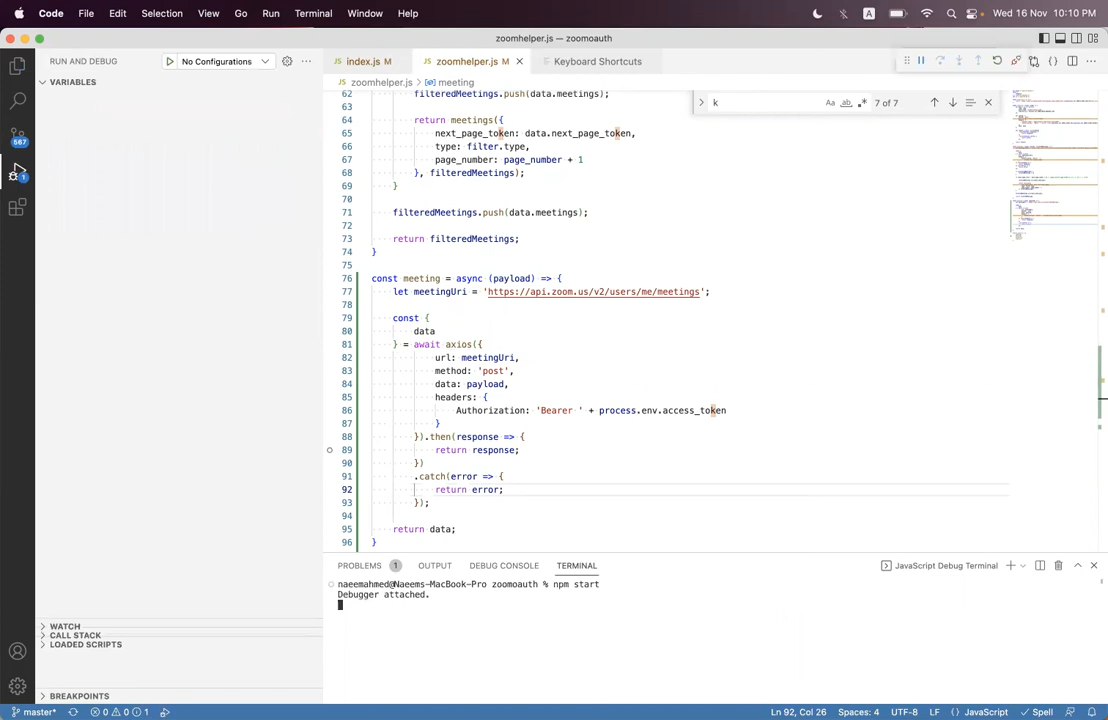 Code File Edit Selection View Go Run Terminal Window Help A Wed 16 Nov 10:10 PM
zoomhelper.js — zoomoauth
RUN AND DEBUG No Configurations index.js M zoomhelper.js M Keyboard Shortcuts
VARIABLES zoomhelper.js > meeting
k Aa ab 7 of 7
62 filteredMeetings.push(data.meetings);
63
64 return meetings({
65 next_page_token: data.next_page_token,
66 type: filter.type,
67 page_number: page_number + 1
68 }, filteredMeetings);
69 }
70
71 filteredMeetings.push(data.meetings);
72
73 return filteredMeetings;
74 }
75
76 const meeting = async (payload) => {
77 let meetingUri = 'https://api.zoom.us/v2/users/me/meetings';
78
79 const {
80 data
81 } = await axios({
82 url: meetingUri,
83 method: 'post',
84 data: payload,
85 headers: {
86 Authorization: 'Bearer ' + process.env.access_token
87 }
88 }).then(response => {
89 return response;
90 })
91 .catch(error => {
92 return error;
93 });
94
95 return data;
96 }
567
1
PROBLEMS 1 OUTPUT DEBUG CONSOLE TERMINAL JavaScript Debug Terminal
naeemahmed@Naeems-MacBook-Pro zoomoauth % npm start
Debugger attached.
WATCH
CALL STACK
LOADED SCRIPTS
BREAKPOINTS
master* 0 0 1 Ln 92, Col 26 Spaces: 4 UTF-8 LF {} JavaScript Spell